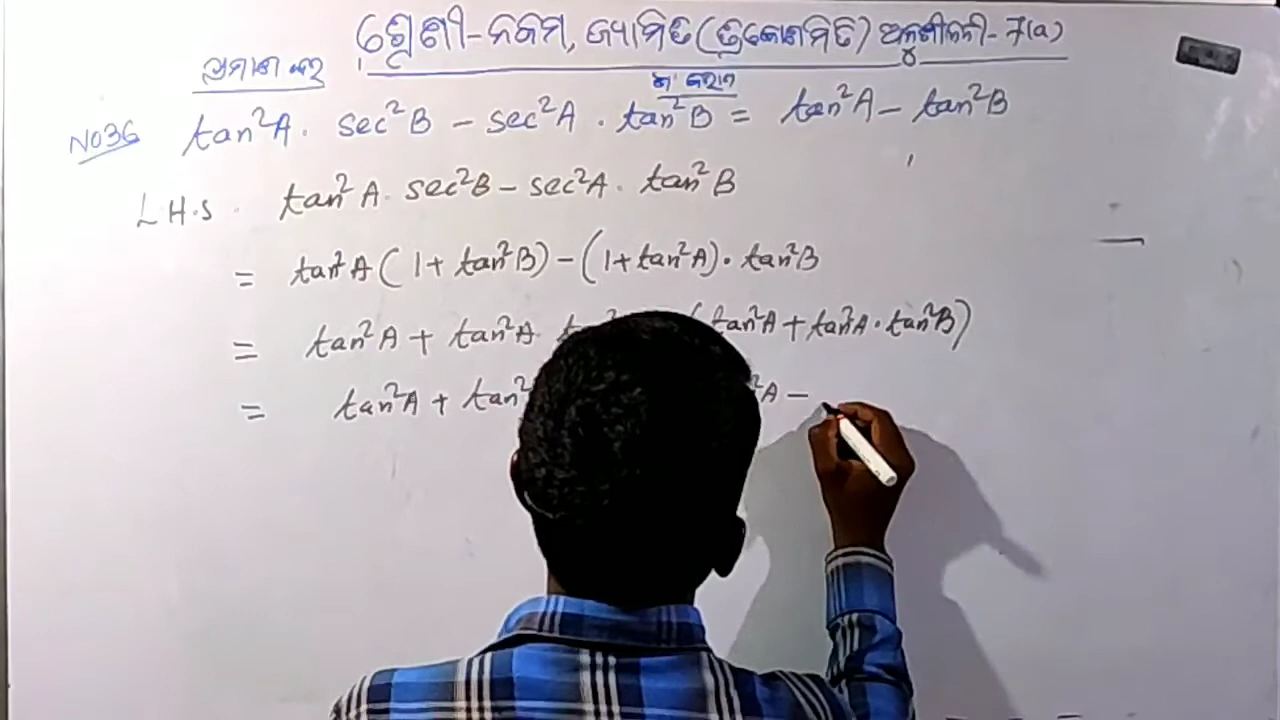 ଶ୍ରେଣୀ-ନବମ, ଜ୍ୟାମିତି (ତ୍ରିକୋଣମିତି) ଅନୁଶୀଳନୀ-7(a)
ପ୍ରମାଣ କର
NO36 tan²A · sec²B - sec²A · tan²B = tan²A - tan²B
L.H.S. tan²A · sec²B - sec²A · tan²B
= tan²A (1 + tan²B) - (1 + tan²A) · tan²B
= tan²A + tan²A (tan²A + tan²A · tan²B)
= tan²A + tan² ²A -